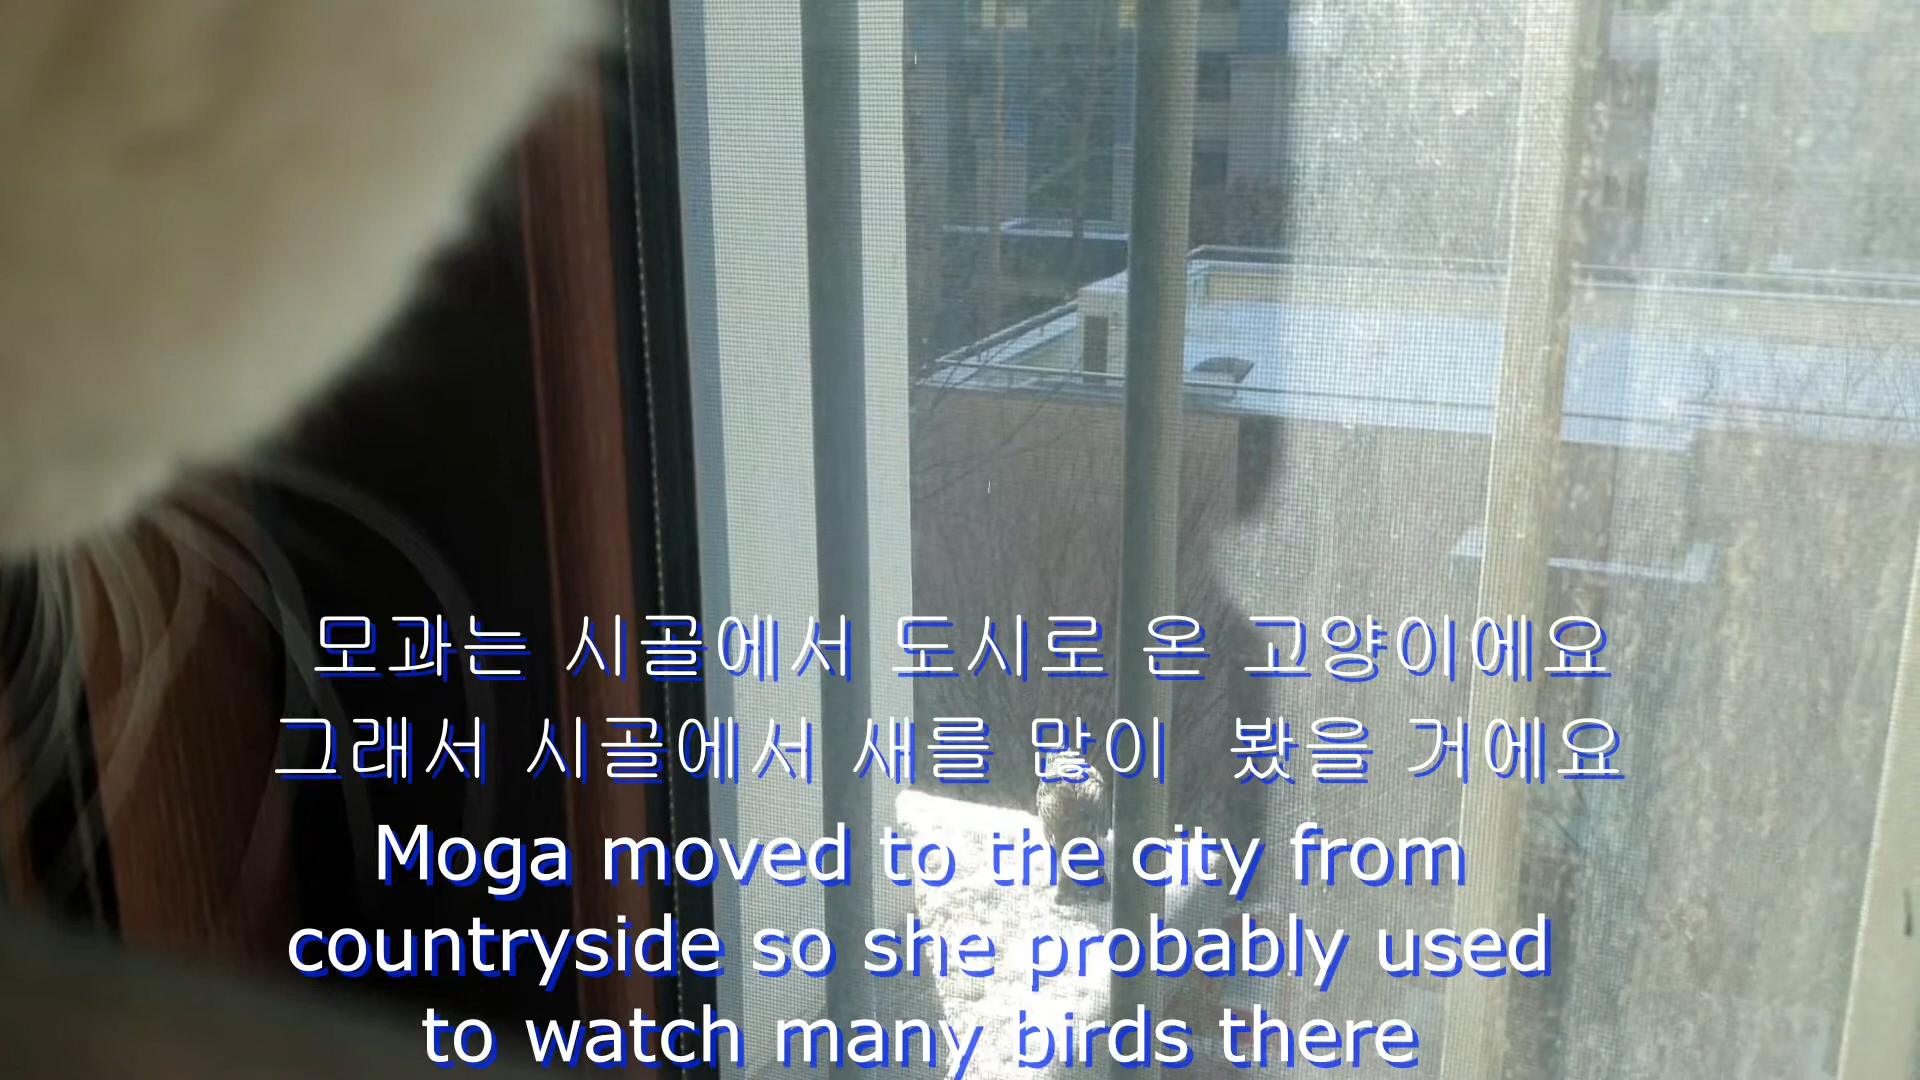 모과는 시골에서 도시로 온 고양이에요
그래서 시골에서 새를 많이 봤을 거에요
Moga moved to the city from
countryside so she probably used
to watch many birds there